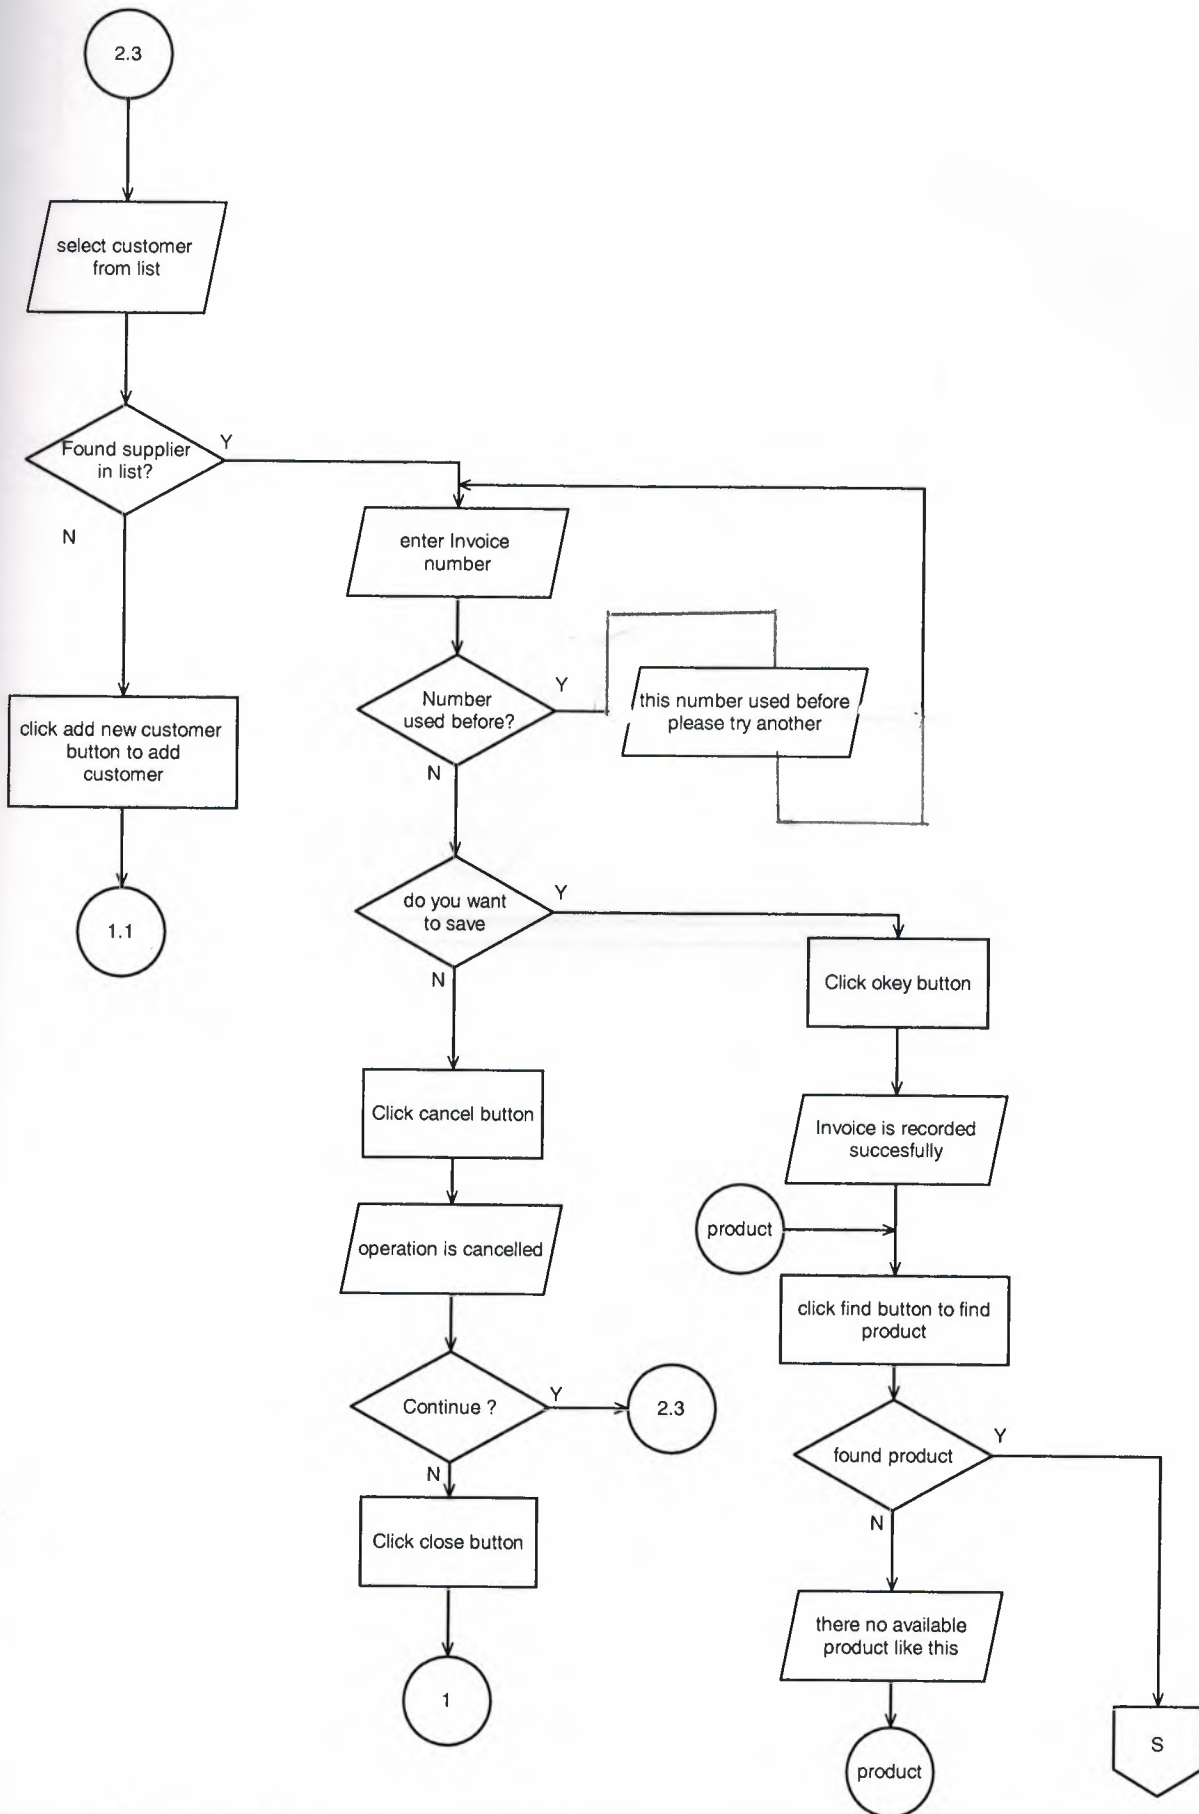 2.3
select customer
from list
Found supplier
in list?
Y
N
click add new customer
button to add
customer
1.1
enter Invoice
number
Number
used before?
Y
this number used before
please try another
N
do you want
to save
Y
N
Click okey button
Invoice is recorded
succesfully
product
click find button to find
product
found product
Y
N
there no available
product like this
product
S
Click cancel button
operation is cancelled
Continue ?
Y
2.3
N
Click close button
1